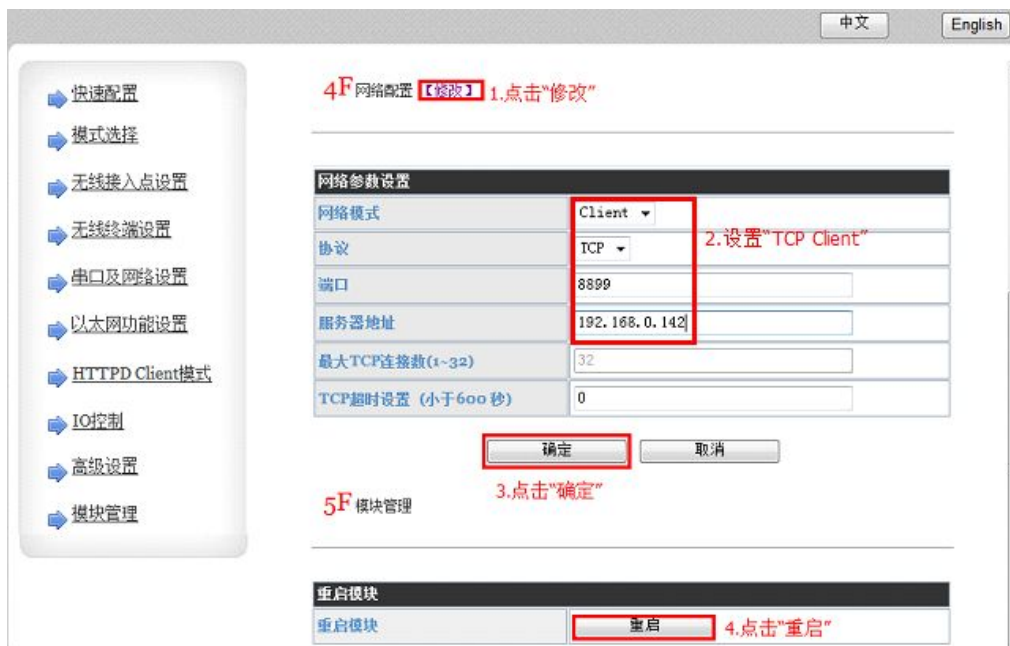 中文 English
快速配置
模式选择
无线接入点设置
无线终端设置
串口及网络设置
以太网功能设置
HTTPD Client模式
IO控制
高级设置
模块管理
4F 网络配置 【修改】 1.点击“修改”
网络参数设置
网络模式 Client
协议 TCP
2.设置“TCP Client”
端口 8899
服务器地址 192.168.0.142
最大TCP连接数(1~32) 32
TCP超时设置 (小于600 秒) 0
确定 取消
3.点击“确定”
5F 模块管理
重启模块
重启模块 重启 4.点击“重启”